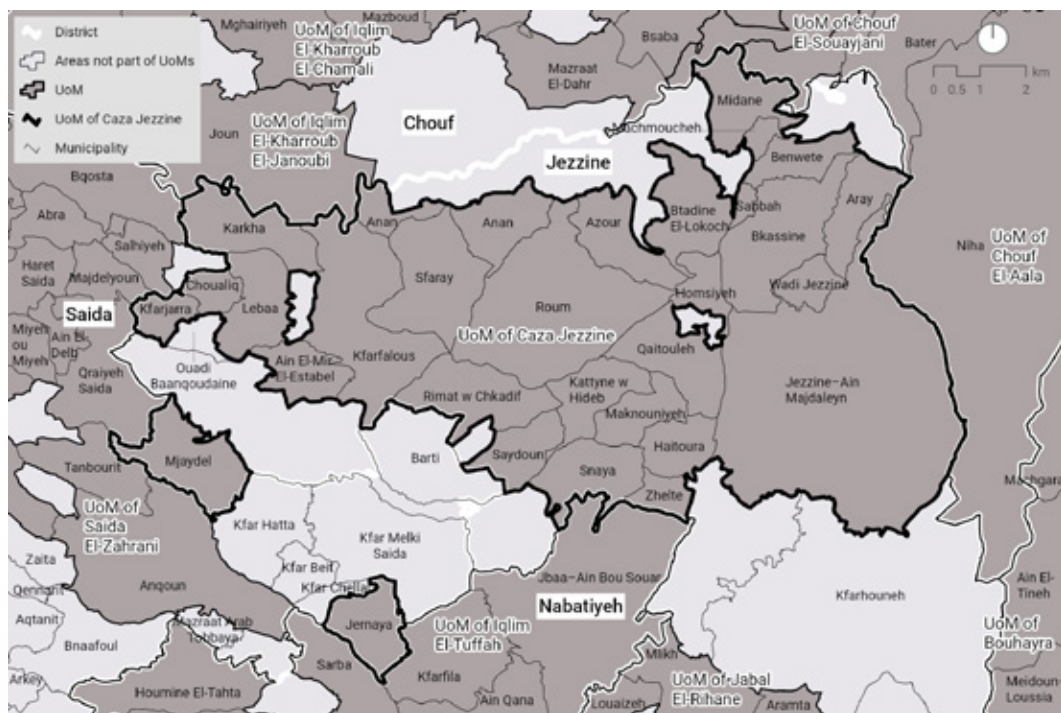 District
Areas not part of UoMs
UoM
UoM of Caza Jezzine
Municipality
Mghairiyeh
Mazboud
UoM of Iqlim
El-Kharroub
El-Chamali
Bsaba
UoM of Chouf
El-Souayjani
Bater
0 0.5 1 2 km
Mazraat
El-Dahr
Midane
Joun
UoM of Iqlim
El-Kharroub
El-Janoubi
Chouf
Machmoucheh
Jezzine
Benwete
Bqosta
Abra
Salhiyeh
Karkha
Anan
Anan
Azour
Btadine
El-Lokoch
Sabbah
Aray
Bkassine
Niha
UoM of
Chouf
El-Aala
Haret
Saida
Majdelyoun
Choualiq
Sfaray
Wadi Jezzine
Saida
Kfarjarra
Lebaa
Roum
Homsiyeh
Miyeh
ou
Miyeh
Ain El-
Delb
UoM of Caza Jezzine
Qaitouleh
Qraiyeh
Saida
Ouadi
Baanqoudaine
Ain El-Mir
El-Estabel
Kfarfalous
Rimat w Chkadif
Kattyne w
Hideb
Maknouniyeh
Jezzine–Ain
Majdaleyn
Haitoura
Tanbourit
Mjaydel
Barti
Saydoun
Snaya
Zhelte
Machgara
UoM of
Saida
El-Zahrani
Kfar Hatta
Kfar Melki
Saida
Zaita
Kfar Beit
Kfar Chella
Qennarit
Anqoun
Jbaa–Ain Bou Souar
Nabatiyeh
Kfarhouneh
Ain El-
Tineh
Aqtanit
Mazraat Arab
Tobbaya
Jernaya
UoM of Iqlim
El-Tuffah
UoM of
Bouhayra
Bnaafoul
Mlikh
Arkey
Houmine El-Tahta
Sarba
Kfarfila
UoM of Jabal
El-Rihane
Meidoun-
Loussia
Ain Qana
Louaizeh
Aramta